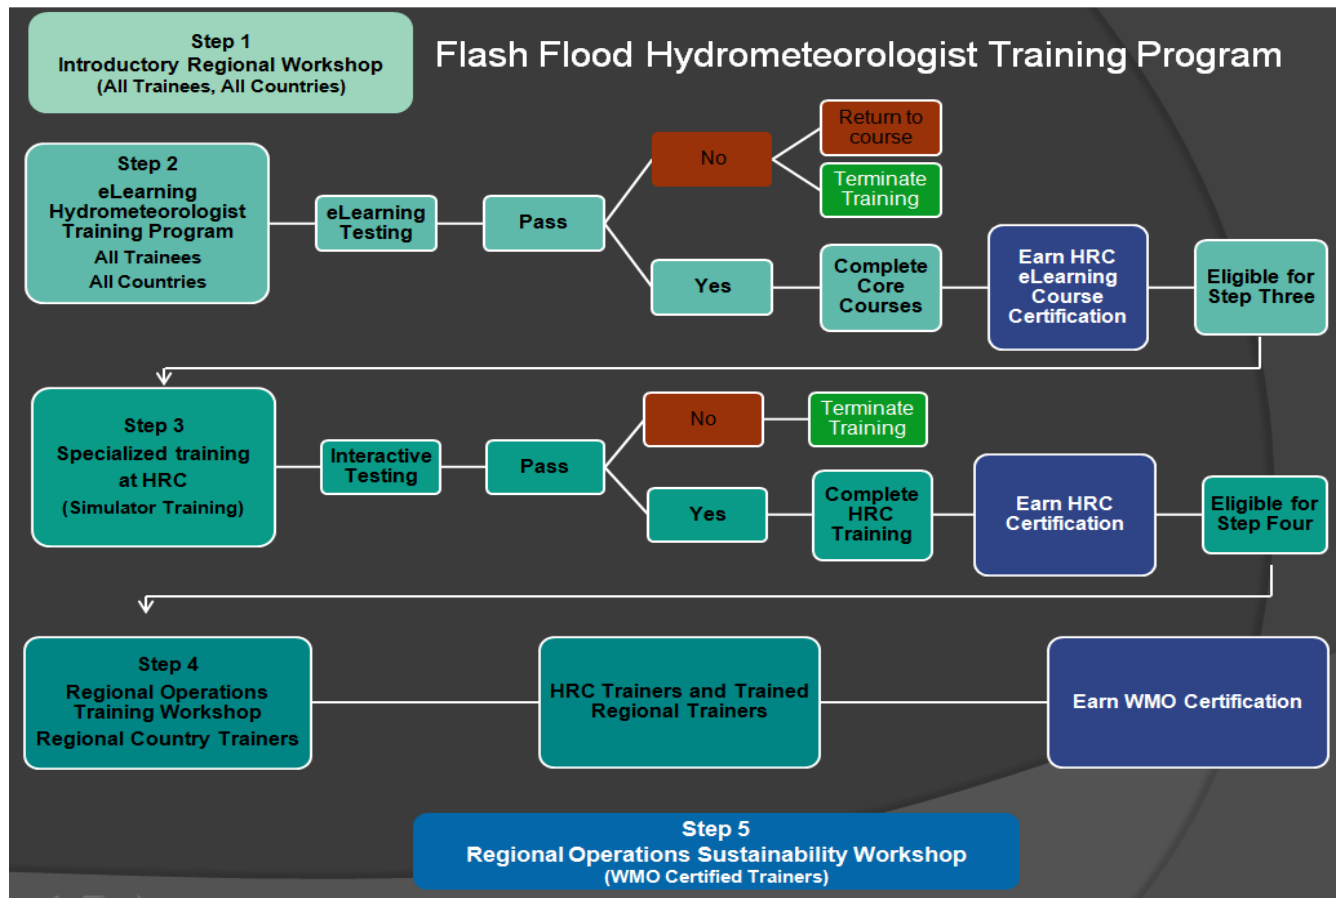 Step 1
Introductory Regional Workshop
(All Trainees, All Countries)
Flash Flood Hydrometeorologist Training Program
Step 2
eLearning
Hydrometeorologist
Training Program
All Trainees
All Countries
eLearning
Testing
Pass
No
Return to
course
Terminate
Training
Yes
Complete
Core
Courses
Earn HRC
eLearning
Course
Certification
Eligible for
Step Three
Step 3
Specialized training
at HRC
(Simulator Training)
Interactive
Testing
Pass
No
Terminate
Training
Yes
Complete
HRC
Training
Earn HRC
Certification
Eligible for
Step Four
Step 4
Regional Operations
Training Workshop
Regional Country Trainers
HRC Trainers and Trained
Regional Trainers
Earn WMO Certification
Step 5
Regional Operations Sustainability Workshop
(WMO Certified Trainers)